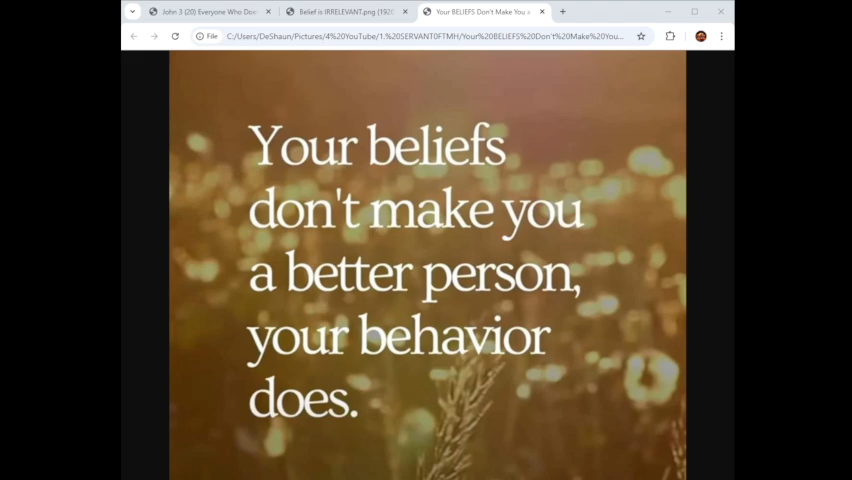 John 3 (20) Everyone Who Doe
Belief is IRRELEVANT.png (192
Your BELIEFS Don't Make You a
File
C:/Users/DeShaun/Pictures/4%20YouTube/1.%20SERVANT0FTMH/Your%20BELIEFS%20Don't%20Make%20You...
Your beliefs
don't make you
a better person,
your behavior
does.